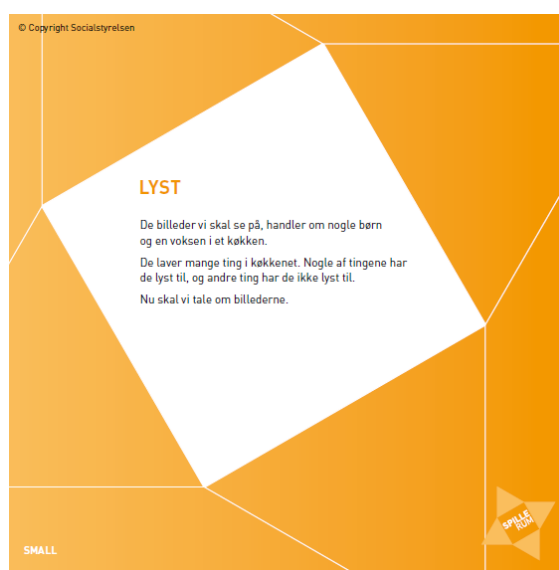 © Copyright Socialstyrelsen
LYST
De billeder vi skal se på, handler om nogle børn
og en voksen i et køkken.
De laver mange ting i køkkenet. Nogle af tingene har
de lyst til, og andre ting har de ikke lyst til.
Nu skal vi tale om billederne.
SPILLE
RUM
SMALL